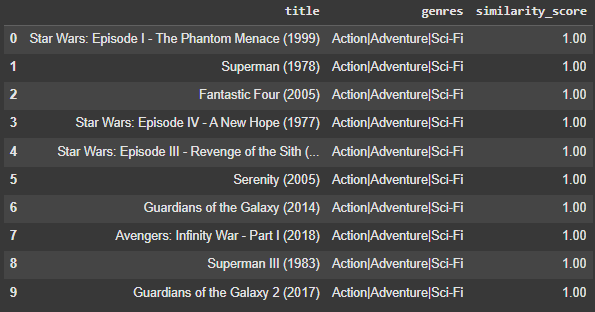 title genres similarity_score
0 Star Wars: Episode I - The Phantom Menace (1999) Action|Adventure|Sci-Fi 1.00
1 Superman (1978) Action|Adventure|Sci-Fi 1.00
2 Fantastic Four (2005) Action|Adventure|Sci-Fi 1.00
3 Star Wars: Episode IV - A New Hope (1977) Action|Adventure|Sci-Fi 1.00
4 Star Wars: Episode III - Revenge of the Sith (... Action|Adventure|Sci-Fi 1.00
5 Serenity (2005) Action|Adventure|Sci-Fi 1.00
6 Guardians of the Galaxy (2014) Action|Adventure|Sci-Fi 1.00
7 Avengers: Infinity War - Part I (2018) Action|Adventure|Sci-Fi 1.00
8 Superman III (1983) Action|Adventure|Sci-Fi 1.00
9 Guardians of the Galaxy 2 (2017) Action|Adventure|Sci-Fi 1.00